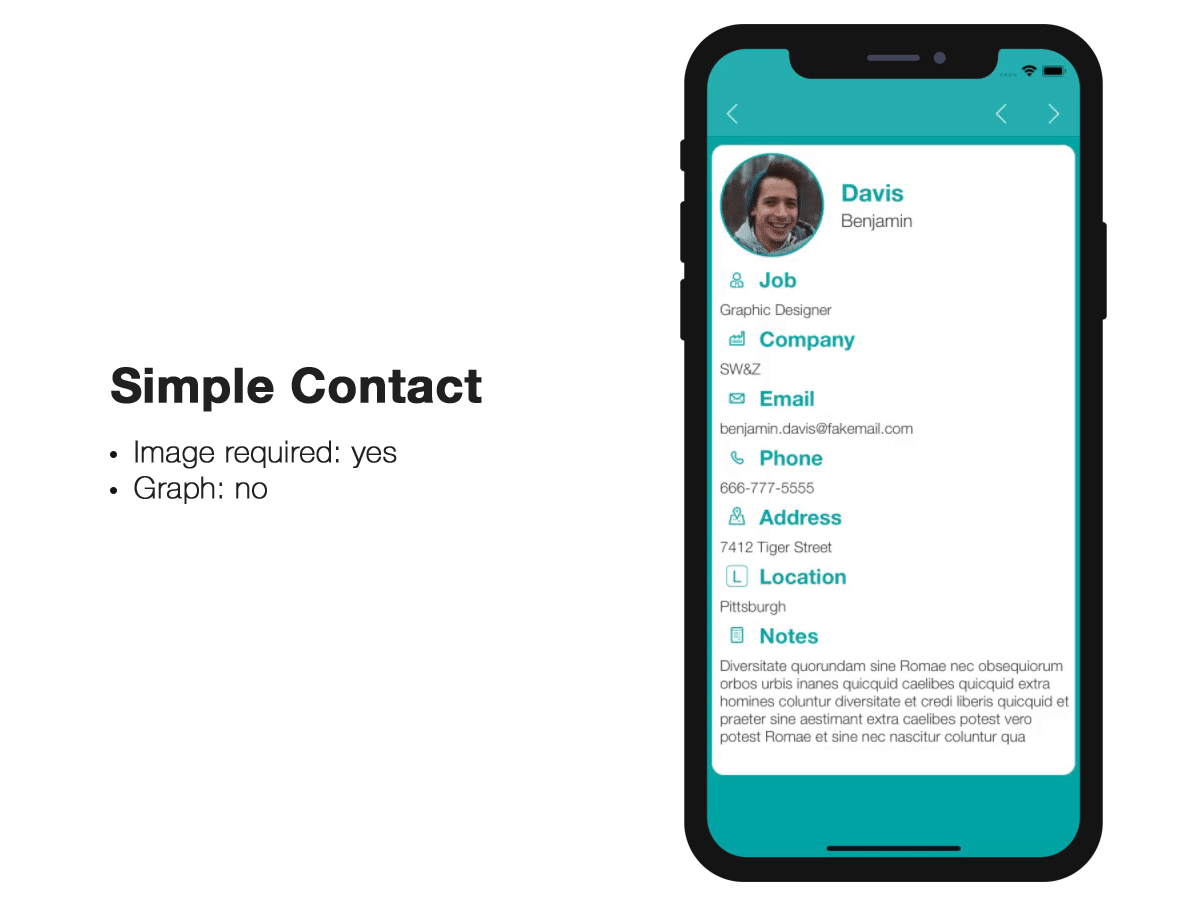 Simple Contact
• Image required: yes
• Graph: no
Davis
Benjamin
Job
Graphic Designer
Company
SW&Z
Email
benjamin.davis@fakemail.com
Phone
666-777-5555
Address
7412 Tiger Street
L Location
Pittsburgh
Notes
Diversitate quorundam sine Romae nec obsequiorum
orbos urbis inanes quicquid caelibes quicquid extra
homines coluntur diversitate et credi liberis quicquid et
praeter sine aestimant extra caelibes potest vero
potest Romae et sine nec nascitur coluntur qua